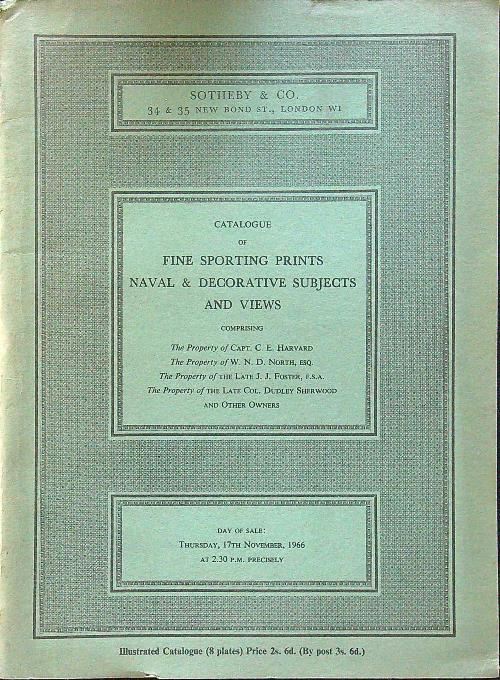 SOTHEBY & CO.
34 & 35 NEW BOND ST., LONDON W1
CATALOGUE
OF
FINE SPORTING PRINTS
NAVAL & DECORATIVE SUBJECTS
AND VIEWS
COMPRISING
The Property of CAPT. C. E. HARVARD
The Property of W. N. D. NORTH, ESQ.
The Property of THE LATE J. J. FOSTER, F.S.A.
The Property of THE LATE COL. DUDLEY SHERWOOD
AND OTHER OWNERS
DAY OF SALE:
THURSDAY, 17TH NOVEMBER, 1966
AT 2.30 P.M. PRECISELY
Illustrated Catalogue (8 plates) Price 2s. 6d. (By post 3s. 6d.)